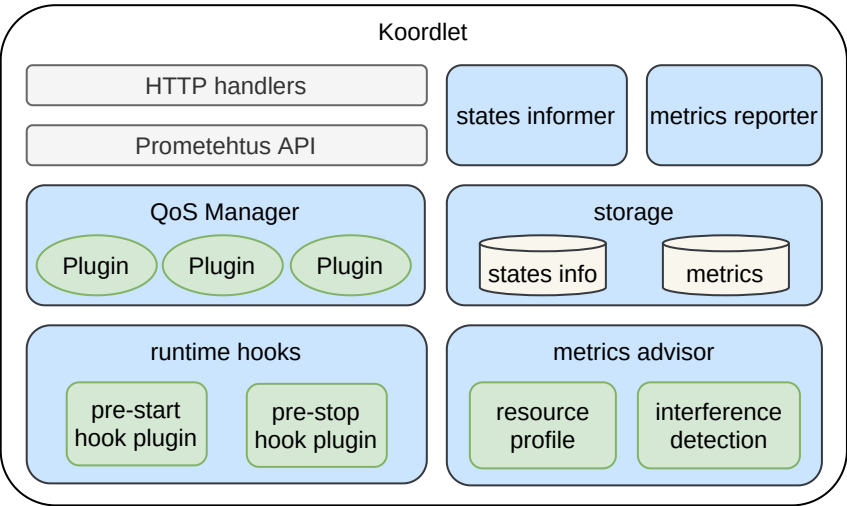 Koordlet
HTTP handlers
Prometehtus API
states informer
metrics reporter
QoS Manager
Plugin
Plugin
Plugin
storage
states info
metrics
runtime hooks
pre-start
hook plugin
pre-stop
hook plugin
metrics advisor
resource
profile
interference
detection